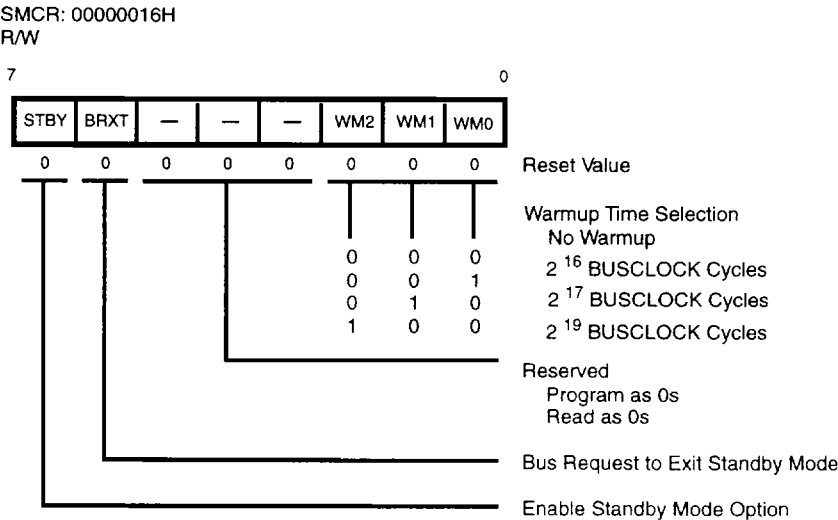 SMCR: 00000016H
R/W
7 0
STBY BRXT — — — WM2 WM1 WM0
0 0 0 0 0 0 0 0 Reset Value
Warmup Time Selection
No Warmup
0 0 0
0 0 1 2 16 BUSCLOCK Cycles
0 1 0 2 17 BUSCLOCK Cycles
1 0 0 2 19 BUSCLOCK Cycles
Reserved
Program as 0s
Read as 0s
Bus Request to Exit Standby Mode
Enable Standby Mode Option